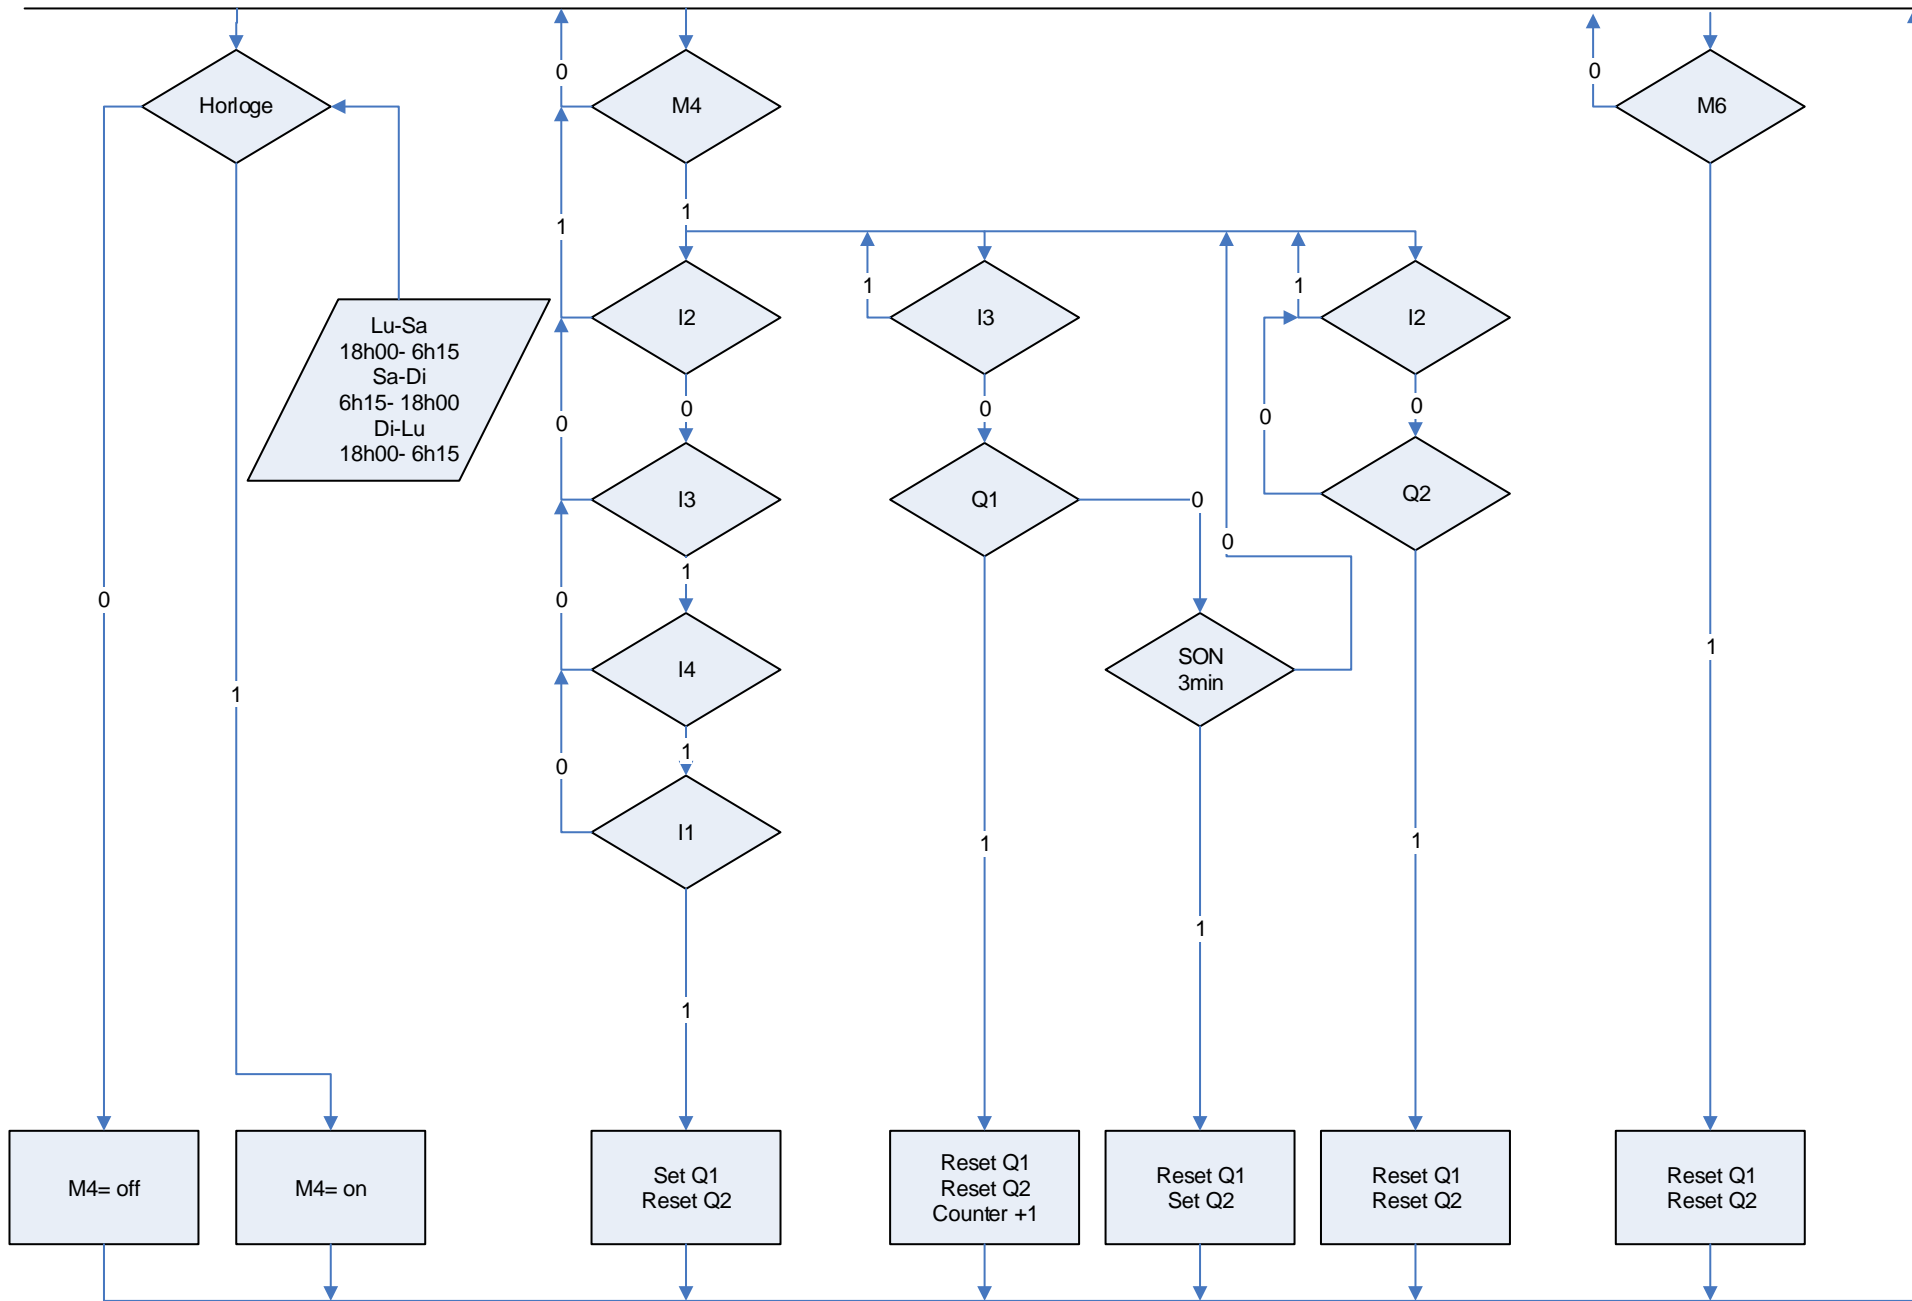 0
Horloge
M4
0
M6
1
1
1
1
Lu-Sa
18h00- 6h15
Sa-Di
6h15- 18h00
Di-Lu
18h00- 6h15
I2
I3
I2
0
0
0
0
0
I3
Q1
0
Q2
0
1
0
0
1
I4
SON
3min
1
1
0
I1
1
1
1
1
M4= off
M4= on
Set Q1
Reset Q2
Reset Q1
Reset Q2
Counter +1
Reset Q1
Set Q2
Reset Q1
Reset Q2
Reset Q1
Reset Q2